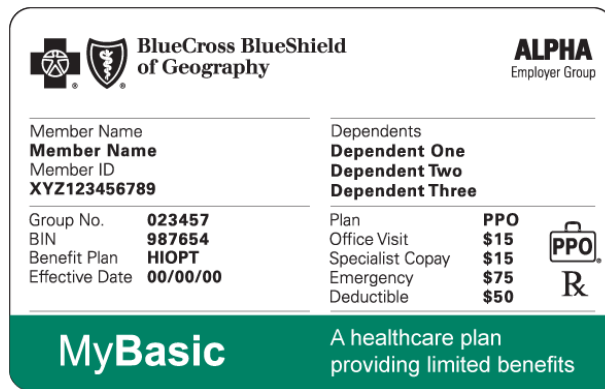 BlueCross BlueShield
of Geography
ALPHA
Employer Group
Member Name
Member Name
Member ID
XYZ123456789
Dependents
Dependent One
Dependent Two
Dependent Three
Group No. 023457
BIN 987654
Benefit Plan HIOPT
Effective Date 00/00/00
Plan PPO
Office Visit $15
Specialist Copay $15
Emergency $75
Deductible $50
PPO®
Rx
MyBasic
A healthcare plan
providing limited benefits